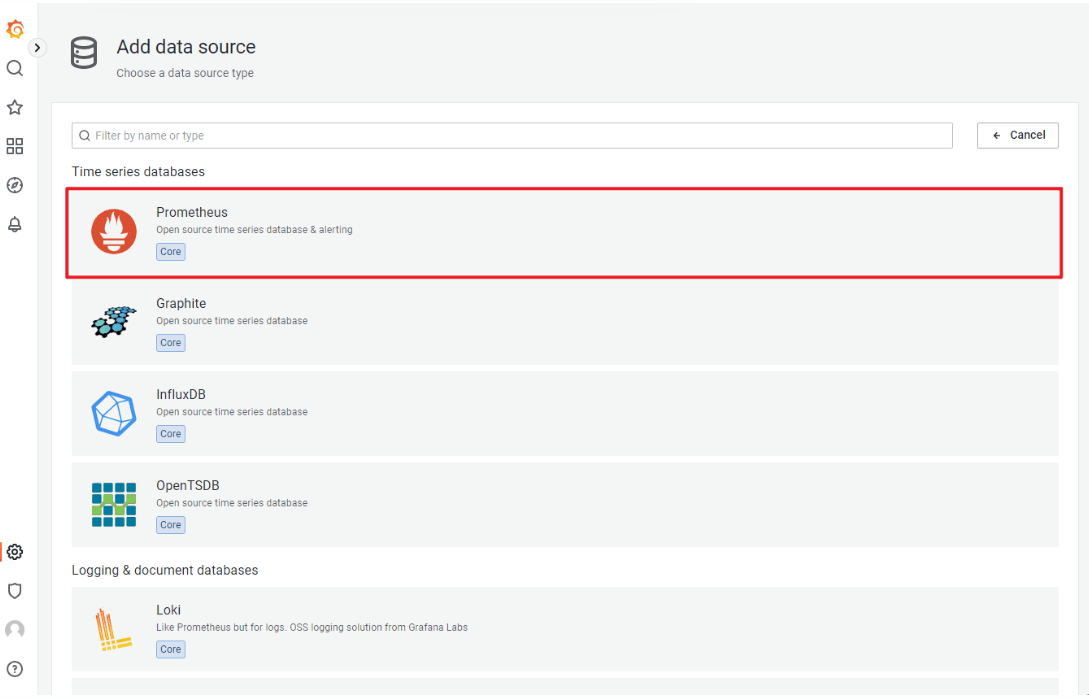 Add data source
Choose a data source type
Filter by name or type
Cancel
Time series databases
Prometheus
Open source time series database & alerting
Core
Graphite
Open source time series database
Core
InfluxDB
Open source time series database
Core
OpenTSDB
Open source time series database
Core
Logging & document databases
Loki
Like Prometheus but for logs. OSS logging solution from Grafana Labs
Core